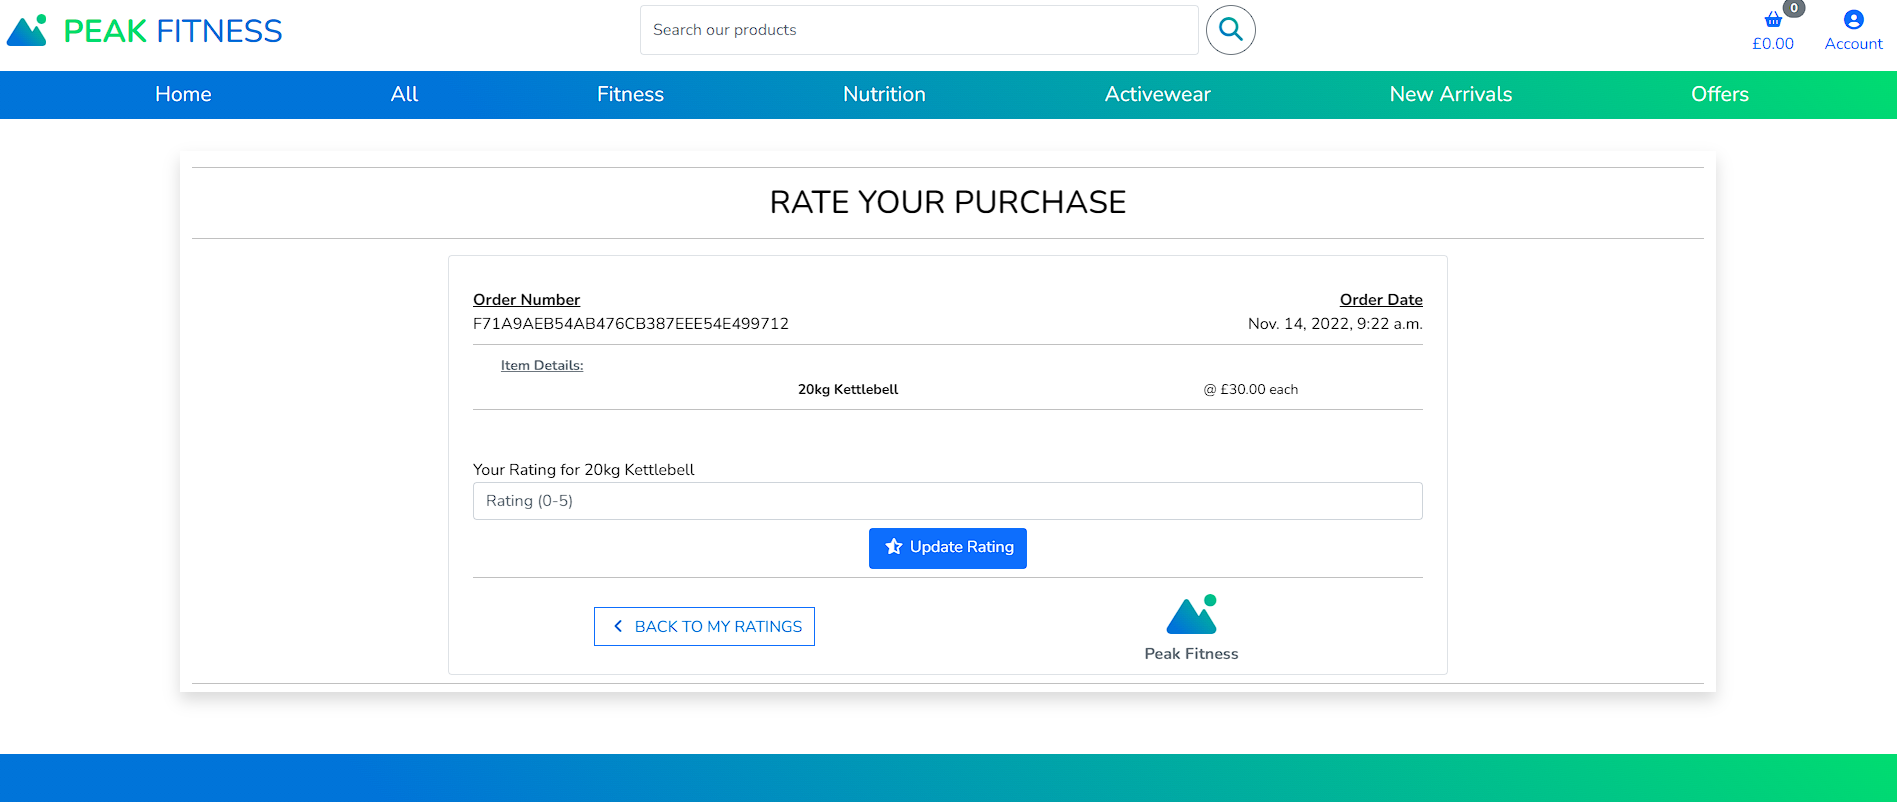 PEAK FITNESS
Search our products
0
£0.00
Account
Home
All
Fitness
Nutrition
Activewear
New Arrivals
Offers
RATE YOUR PURCHASE
Order Number
Order Date
F71A9AEB54AB476CB387EEE54E499712
Nov. 14, 2022, 9:22 a.m.
Item Details:
20kg Kettlebell
@ £30.00 each
Your Rating for 20kg Kettlebell
Rating (0-5)
Update Rating
BACK TO MY RATINGS
Peak Fitness